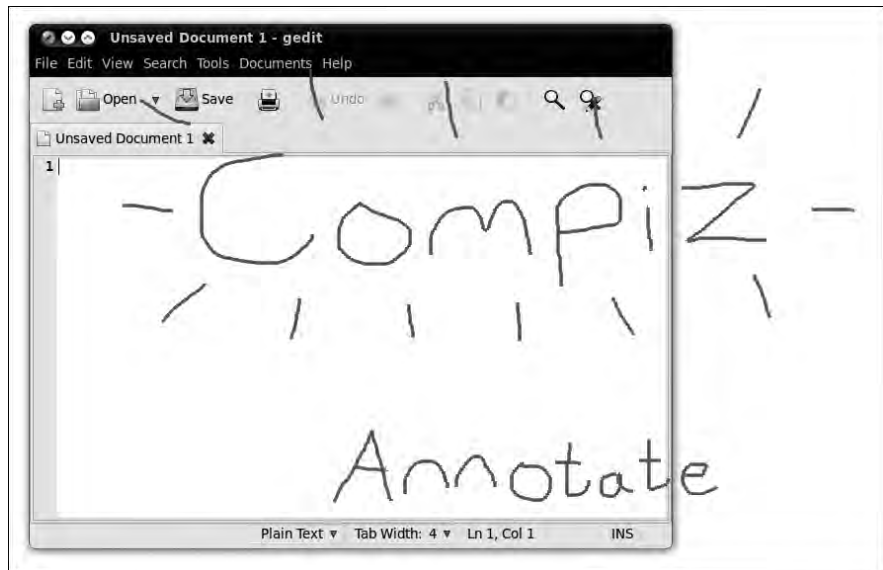 Unsaved Document 1 - gedit
File Edit View Search Tools Documents Help
Open Save Undo
Unsaved Document 1
1
- Compiz -
Annotate
Plain Text Tab Width: 4 Ln 1, Col 1 INS